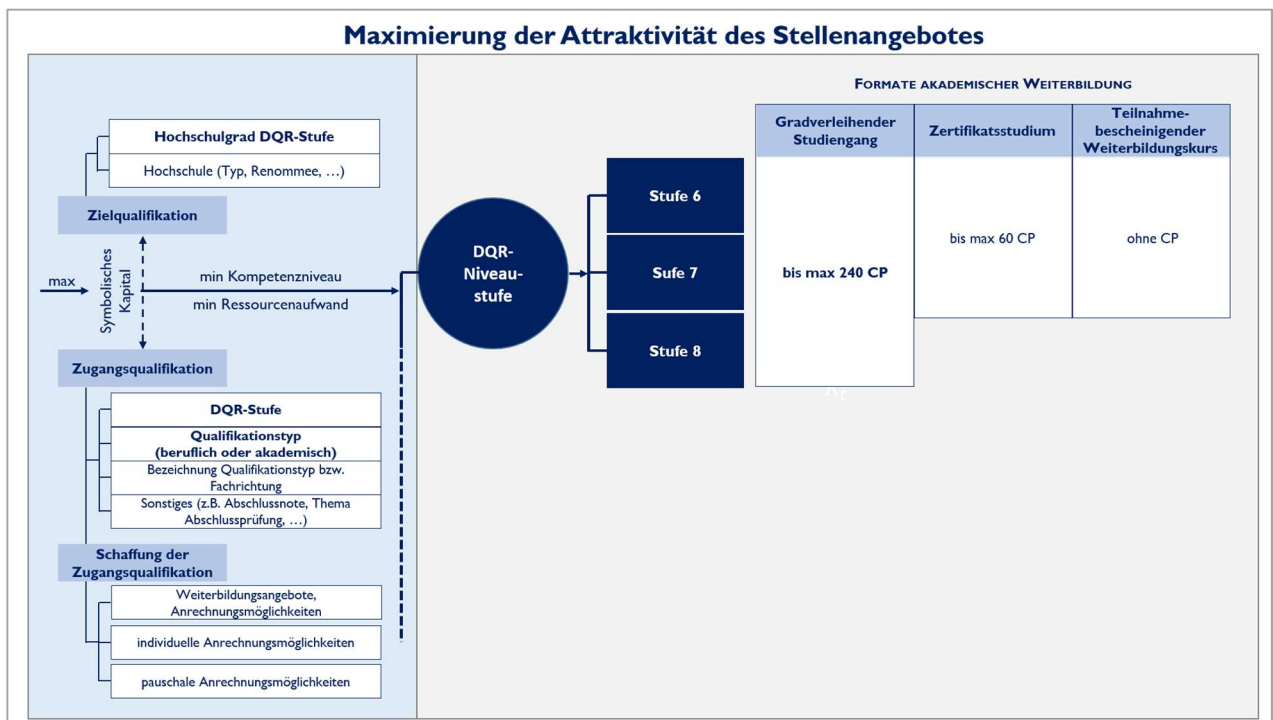 Maximierung der Attraktivität des Stellenangebotes
Hochschulgrad DQR-Stufe
Hochschule (Typ, Renommee, …)
Zielqualifikation
max
Symbolisches
Kapital
min Kompetenzniveau
min Ressourcenaufwand
Zugangsqualifikation
DQR-Stufe
Qualifikationstyp
(beruflich oder akademisch)
Bezeichnung Qualifikationstyp bzw.
Fachrichtung
Sonstiges (z.B. Abschlussnote, Thema
Abschlussprüfung, …)
Schaffung der
Zugangsqualifikation
Weiterbildungsangebote,
Anrechnungsmöglichkeiten
individuelle Anrechnungsmöglichkeiten
pauschale Anrechnungsmöglichkeiten
DQR-
Niveau-
stufe
Stufe 6
Sufe 7
Stufe 8
FORMATE AKADEMISCHER WEITERBILDUNG
Gradverleihender
Studiengang
bis max 240 CP
Zertifikatsstudium
bis max 60 CP
Teilnahme-
bescheinigender
Weiterbildungskurs
ohne CP